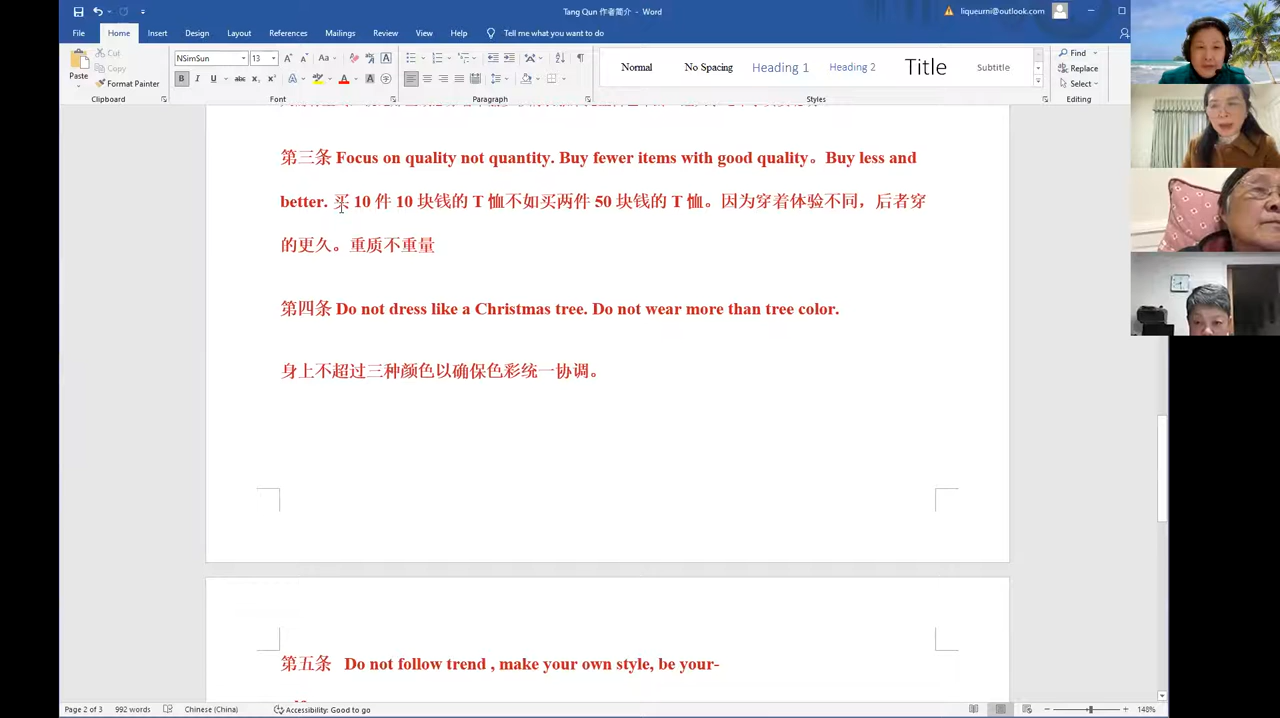 Tang Qun 作者简介 - Word
liqueurni@outlook.com
File Home Insert Design Layout References Mailings Review View Help Tell me what you want to do
Paste
Cut
Copy
Format Painter
Clipboard
NSimSun 13
Font
Paragraph
Normal No Spacing Heading 1 Heading 2 Title Subtitle
Styles
Find
Replace
Select
Editing
第三条 Focus on quality not quantity. Buy fewer items with good quality。Buy less and
better. 买 10 件 10 块钱的 T 恤不如买两件 50 块钱的 T 恤。因为穿着体验不同，后者穿
的更久。重质不重量
第四条 Do not dress like a Christmas tree. Do not wear more than tree color.
身上不超过三种颜色以确保色彩统一协调。
第五条 Do not follow trend , make your own style, be your-
Page 2 of 3 992 words Chinese (China) Accessibility: Good to go 148%